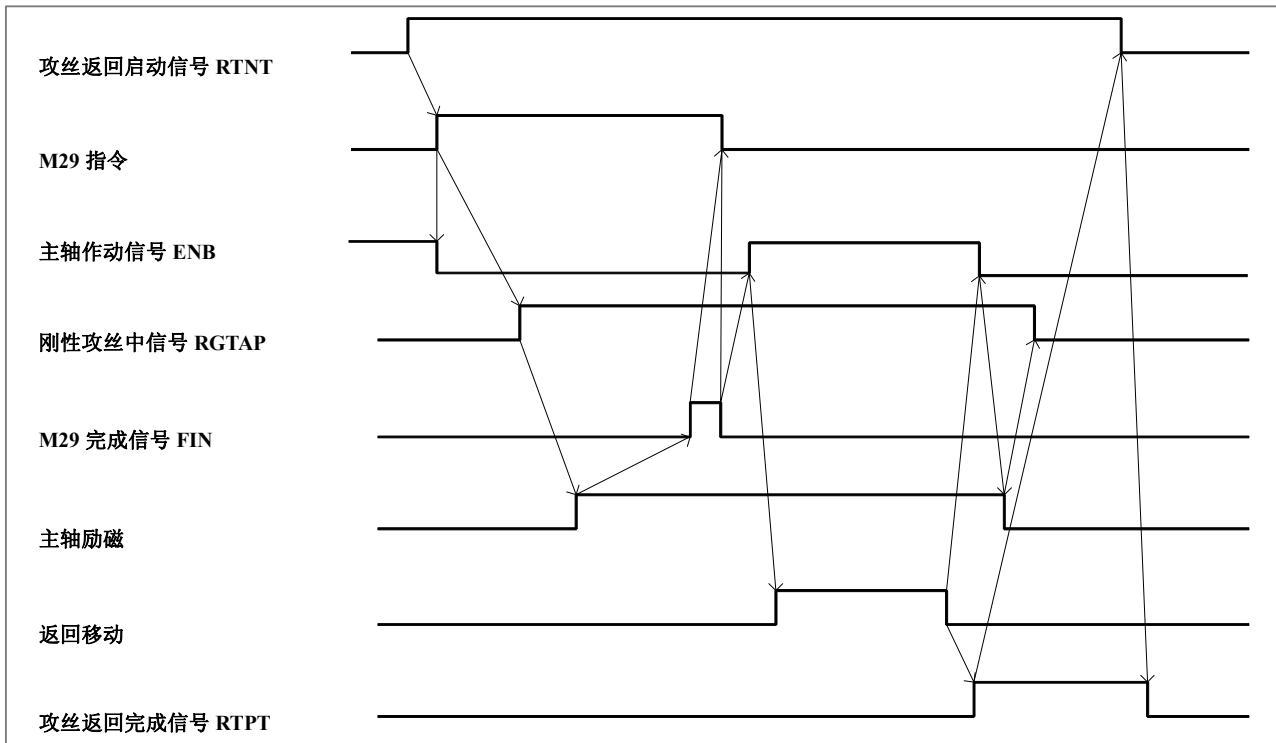 攻丝返回启动信号 RTNT
M29 指令
主轴作动信号 ENB
刚性攻丝中信号 RGTAP
M29 完成信号 FIN
主轴励磁
返回移动
攻丝返回完成信号 RTPT